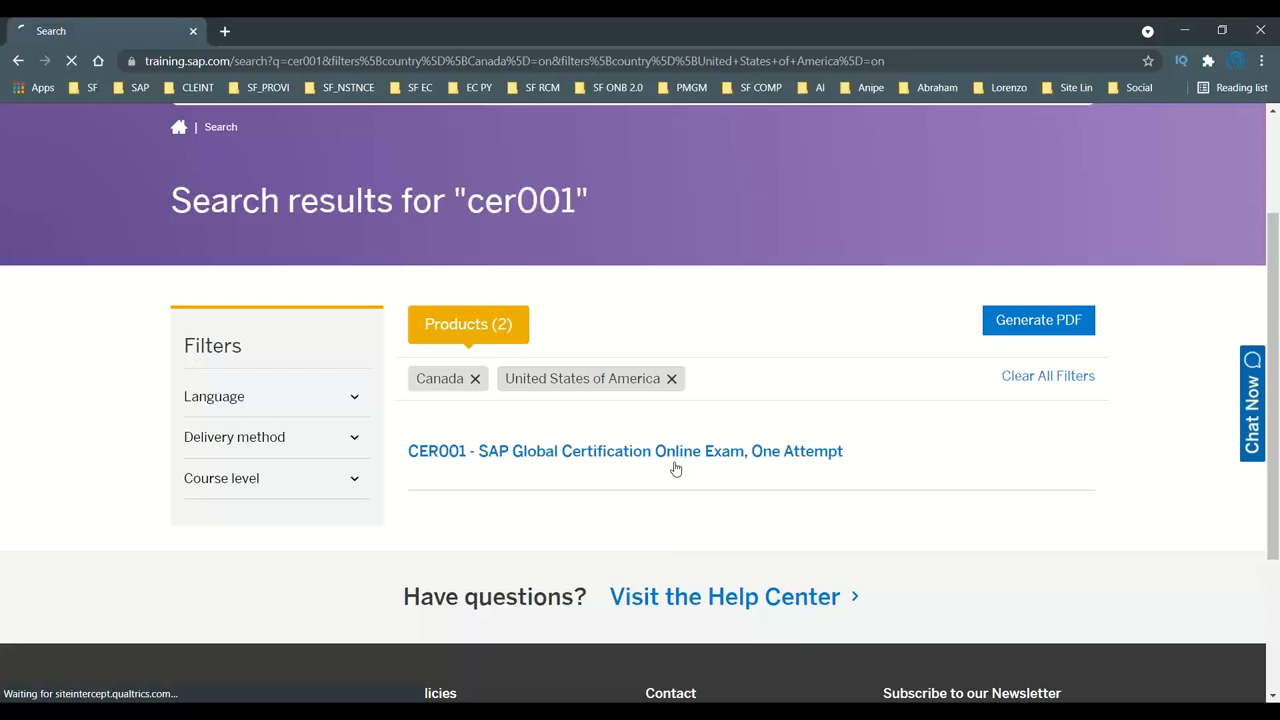 Search
training.sap.com/search?q=cer001&filters%5Bcountry%5D%5BCanada%5D=on&filters%5Bcountry%5D%5BUnited+States+of+America%5D=on
IQ
Apps SF SAP CLEINT SF_PROVI SF_NSTNCE SF EC EC PY SF RCM SF ONB 2.0 PMGM SF COMP AI Anipe Abraham Lorenzo Site Lin Social Reading list
| Search
Search results for "cer001"
Filters
Language
Delivery method
Course level
Products (2)
Generate PDF
Canada
United States of America
Clear All Filters
CER001 - SAP Global Certification Online Exam, One Attempt
Chat Now
Have questions? Visit the Help Center
licies
Contact
Subscribe to our Newsletter
Waiting for siteintercept.qualtrics.com...